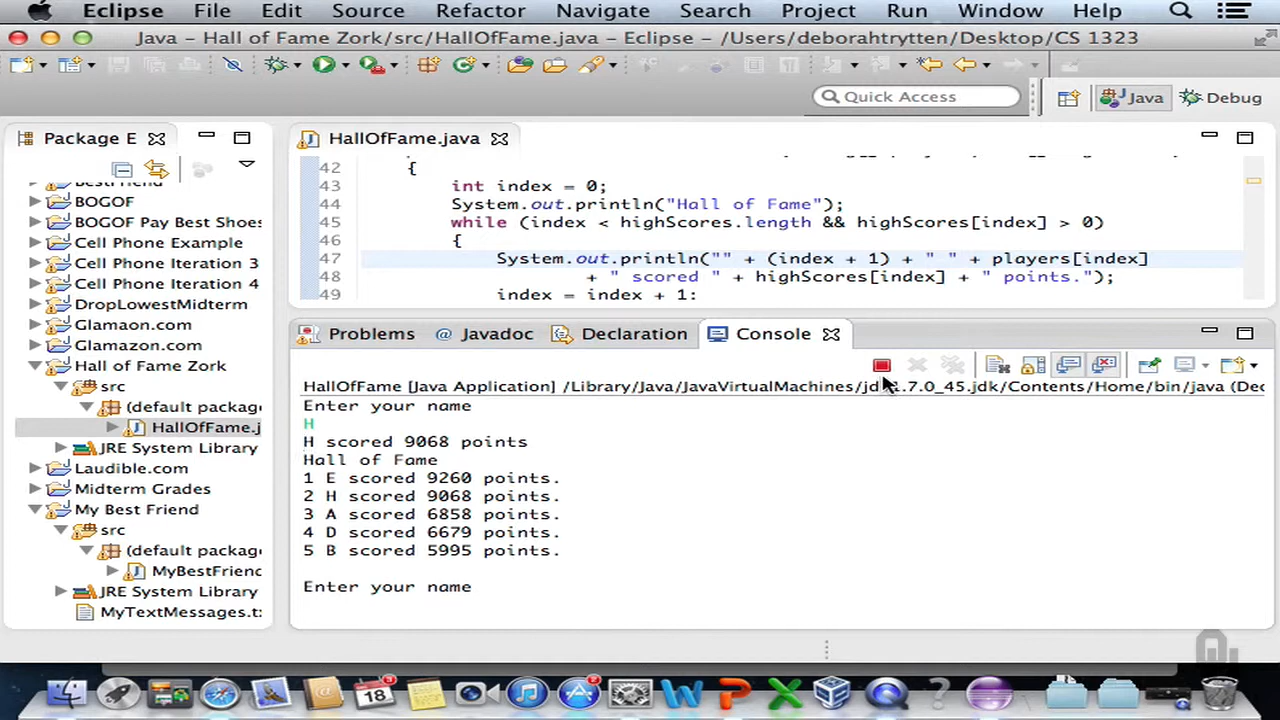 Eclipse File Edit Source Refactor Navigate Search Project Run Window Help
Java – Hall of Fame Zork/src/HallOfFame.java – Eclipse – /Users/deborahtrytten/Desktop/CS 1323
Quick Access
Java
Debug
Package E
BestFriend
BOGOF
BOGOF Pay Best Shoes
Cell Phone Example
Cell Phone Iteration 3
Cell Phone Iteration 4
DropLowestMidterm
Glamaon.com
Glamazon.com
Hall of Fame Zork
src
(default package
HallOfFame.j
JRE System Library
Laudible.com
Midterm Grades
My Best Friend
src
(default package
MyBestFriend
JRE System Library
MyTextMessages.tx
HallOfFame.java
42 {
43 int index = 0;
44 System.out.println("Hall of Fame");
45 while (index < highScores.length && highScores[index] > 0)
46 {
47 System.out.println("" + (index + 1) + " " + players[index]
48 + " scored " + highScores[index] + " points.");
49 index = index + 1;
Problems @ Javadoc Declaration Console
HallOfFame [Java Application] /Library/Java/JavaVirtualMachines/jdk1.7.0_45.jdk/Contents/Home/bin/java (Dec
Enter your name
H
H scored 9068 points
Hall of Fame
1 E scored 9260 points.
2 H scored 9068 points.
3 A scored 6858 points.
4 D scored 6679 points.
5 B scored 5995 points.
Enter your name
18